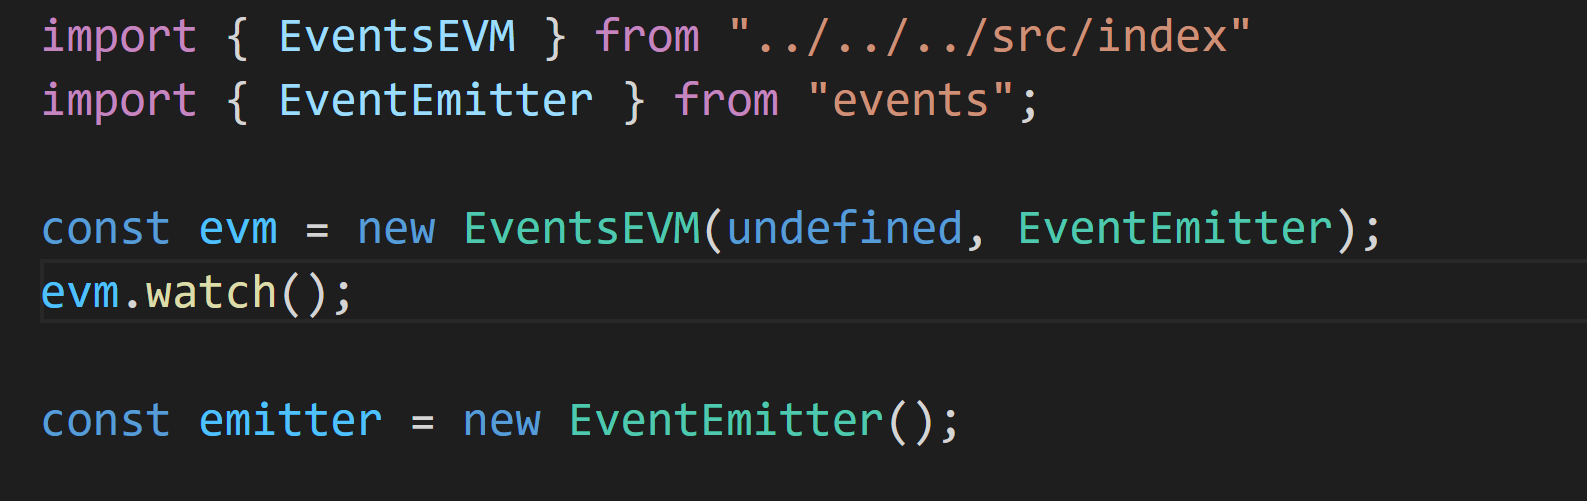 import { EventsEVM } from "../../../src/index"
import { EventEmitter } from "events";
const evm = new EventsEVM(undefined, EventEmitter);
evm.watch();
const emitter = new EventEmitter();